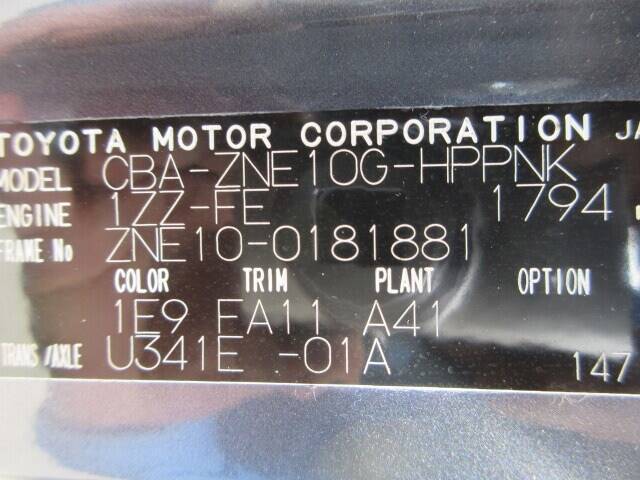 TOYOTA MOTOR CORPORATION JA
MODEL CBA-ZNE10G-HPPNK
ENGINE 1ZZ-FE 1794
FRAME No ZNE10-0181881
COLOR TRIM PLANT OPTION
1E9 FA11 A41
TRANS/AXLE U341E -01A 147